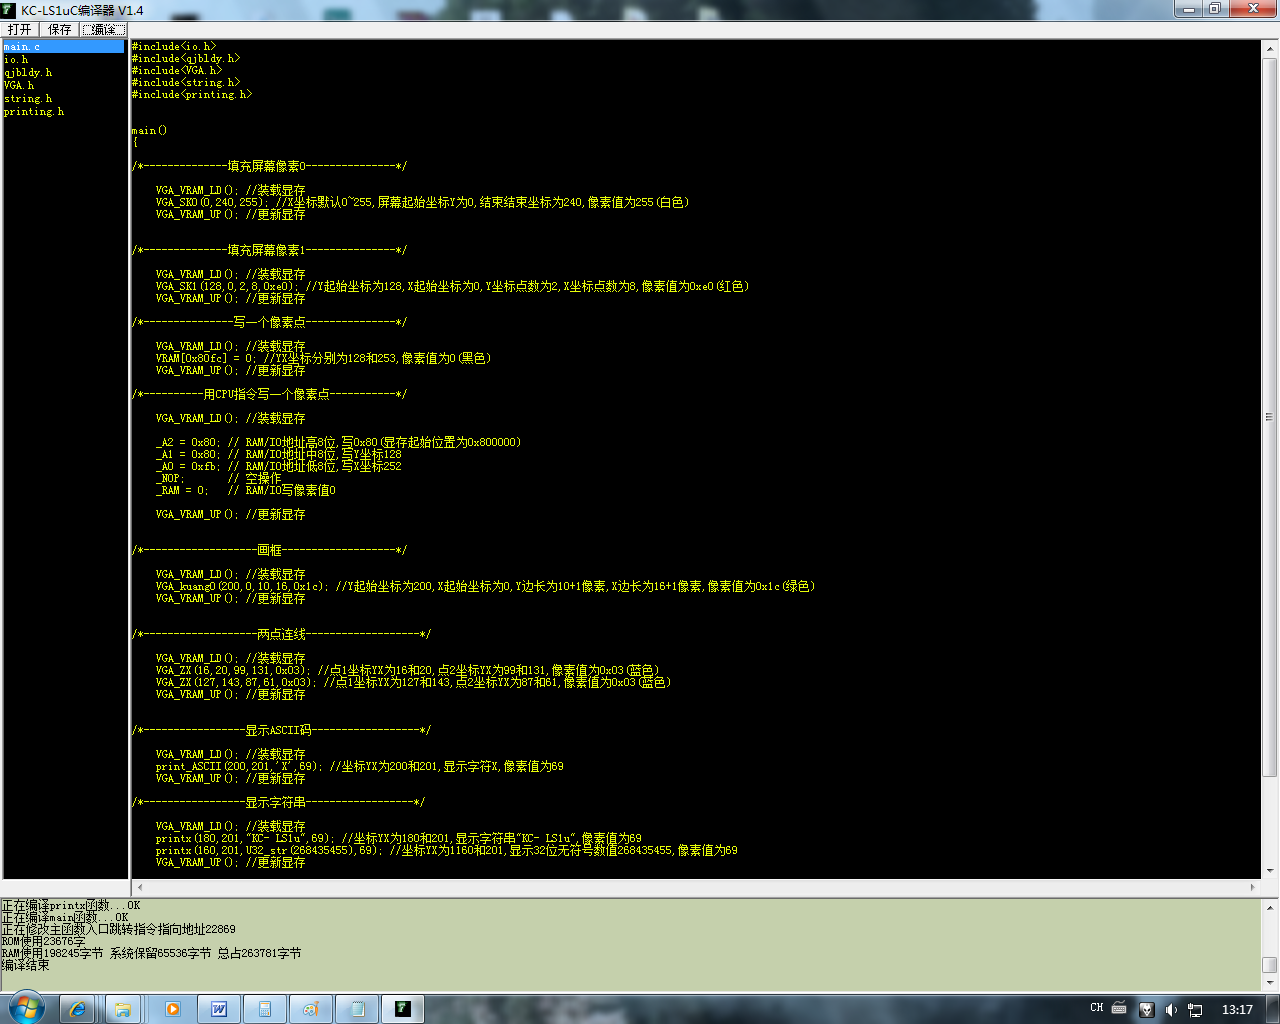 KC-LS1uC编译器 V1.4
打开 保存 编译
main.c
io.h
qjbldy.h
VGA.h
string.h
printing.h
#include<io.h>
#include<qjbldy.h>
#include<VGA.h>
#include<string.h>
#include<printing.h>
main()
{
/*--------------填充屏幕像素0---------------*/
VGA_VRAM_LD(); //装载显存
VGA_SK0(0,240,255); //X坐标默认0~255,屏幕起始坐标Y为0,结束结束坐标为240,像素值为255(白色)
VGA_VRAM_UP(); //更新显存
/*--------------填充屏幕像素1---------------*/
VGA_VRAM_LD(); //装载显存
VGA_SK1(128,0,2,8,0xe0); //Y起始坐标为128,X起始坐标为0,Y坐标点数为2,X坐标点数为8,像素值为0xe0(红色)
VGA_VRAM_UP(); //更新显存
/*---------------写一个像素点---------------*/
VGA_VRAM_LD(); //装载显存
VRAM[0x80fc] = 0; //YX坐标分别为128和253,像素值为0(黑色)
VGA_VRAM_UP(); //更新显存
/*----------用CPU指令写一个像素点-----------*/
VGA_VRAM_LD(); //装载显存
_A2 = 0x80; // RAM/IO地址高8位,写0x80(显存起始位置为0x800000)
_A1 = 0x80; // RAM/IO地址中8位,写Y坐标128
_A0 = 0xfb; // RAM/IO地址低8位,写X坐标252
_NOP;       // 空操作
_RAM = 0;   // RAM/IO写像素值0
VGA_VRAM_UP(); //更新显存
/*-------------------画框-------------------*/
VGA_VRAM_LD(); //装载显存
VGA_kuang0(200,0,10,16,0x1c); //Y起始坐标为200,X起始坐标为0,Y边长为10+1像素,X边长为16+1像素,像素值为0x1c(绿色)
VGA_VRAM_UP(); //更新显存
/*-------------------两点连线-------------------*/
VGA_VRAM_LD(); //装载显存
VGA_ZX(16,20,99,131,0x03); //点1坐标YX为16和20,点2坐标YX为99和131,像素值为0x03(蓝色)
VGA_ZX(127,143,87,61,0x03); //点1坐标YX为127和143,点2坐标YX为87和61,像素值为0x03(蓝色)
VGA_VRAM_UP(); //更新显存
/*-----------------显示ASCII码------------------*/
VGA_VRAM_LD(); //装载显存
print_ASCII(200,201,'X',69); //坐标YX为200和201,显示字符X,像素值为69
VGA_VRAM_UP(); //更新显存
/*-----------------显示字符串------------------*/
VGA_VRAM_LD(); //装载显存
printx(180,201,"KC- LS1u",69); //坐标YX为180和201,显示字符串"KC- LS1u",像素值为69
printx(160,201,U32_str(268435455),69); //坐标YX为1160和201,显示32位无符号数值268435455,像素值为69
VGA_VRAM_UP(); //更新显存
正在编译printx函数...OK
正在编译main函数...OK
正在修改主函数入口跳转指令指向地址22869
ROM使用23676字
RAM使用198245字节 系统保留65536字节 总占263781字节
编译结束
CH 13:17